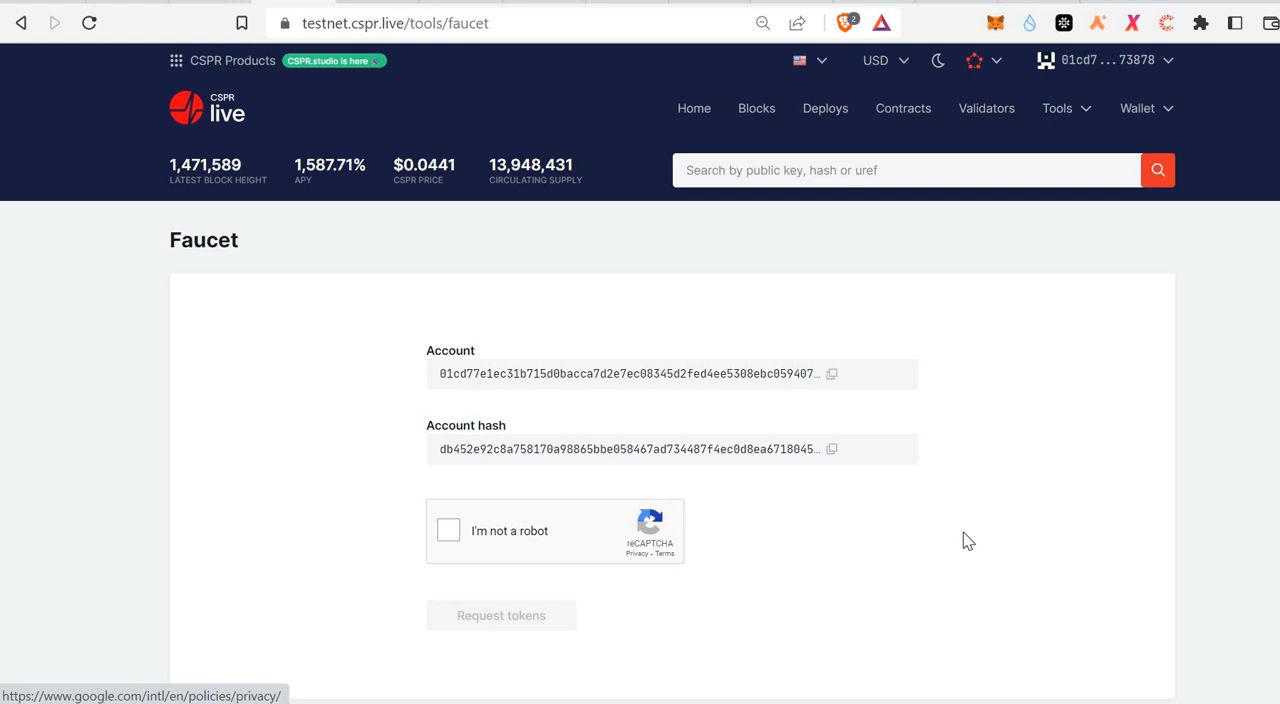 testnet.cspr.live/tools/faucet
2
CSPR Products CSPR.studio is here
USD
01cd7...73878
CSPR
live
Home Blocks Deploys Contracts Validators Tools Wallet
1,471,589 1,587.71% $0.0441 13,948,431
LATEST BLOCK HEIGHT APY CSPR PRICE CIRCULATING SUPPLY
Search by public key, hash or uref
Faucet
Account
01cd77e1ec31b715d0bacca7d2e7ec08345d2fed4ee5308ebc059407…
Account hash
db452e92c8a758170a98865bbe058467ad734487f4ec0d8ea6718045…
I'm not a robot
reCAPTCHA
Privacy - Terms
Request tokens
https://www.google.com/intl/en/policies/privacy/